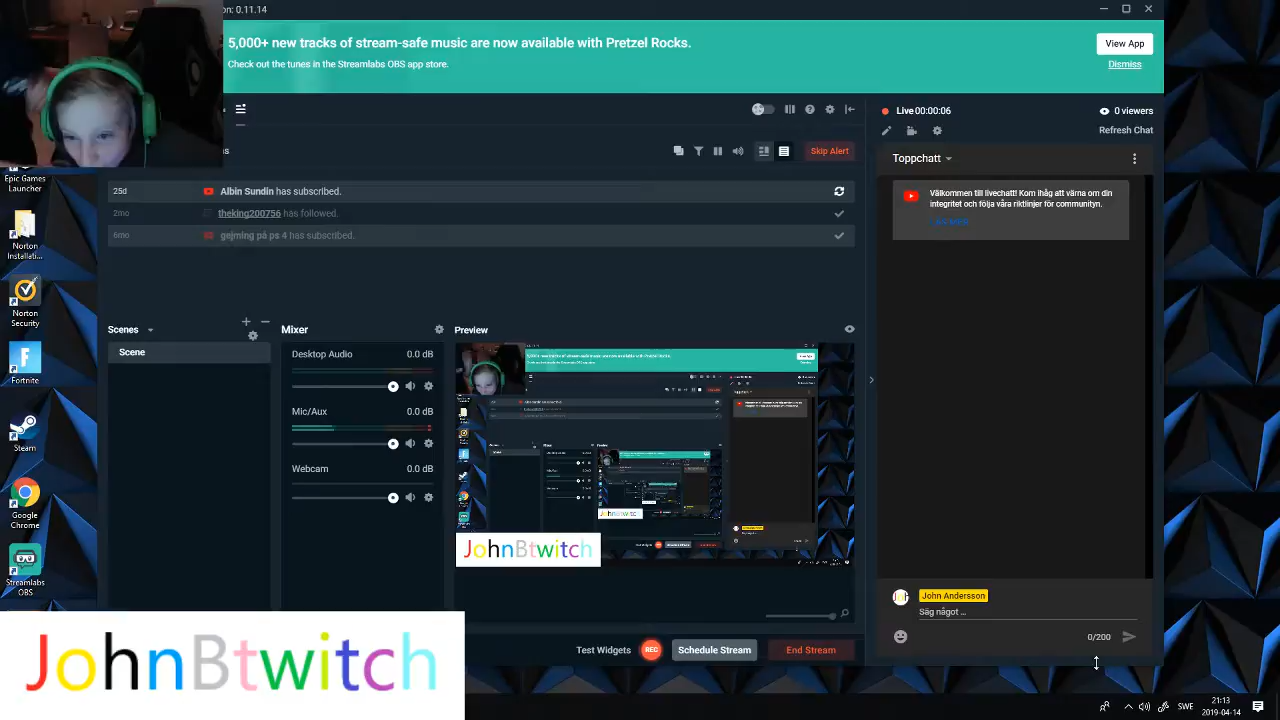 on: 0.11.14
5,000+ new tracks of stream-safe music are now available with Pretzel Rocks.
Check out the tunes in the Streamlabs OBS app store.
View App
Dismiss
Live 00:00:06
0 viewers
Refresh Chat
Skip Alert
Toppchatt
25d Albin Sundin has subscribed.
2mo theking200756 has followed.
6mo gejming på ps 4 has subscribed.
Välkommen till livechatt! Kom ihåg att värna om din
integritet och följa våra riktlinjer för communityn.
Epic Games
Launcher
Norton
Installati...
Norton
Security
Fortnite
Steam
Google
Chrome
Streamlabs
OBS
Scenes
Scene
Mixer
Desktop Audio 0.0 dB
Mic/Aux 0.0 dB
Webcam 0.0 dB
Preview
JohnBtwitch
John Andersson
Säg något ...
0/200
Test Widgets
REC
Schedule Stream
End Stream
JohnBtwitch
SWE
21:13
2019-04-14